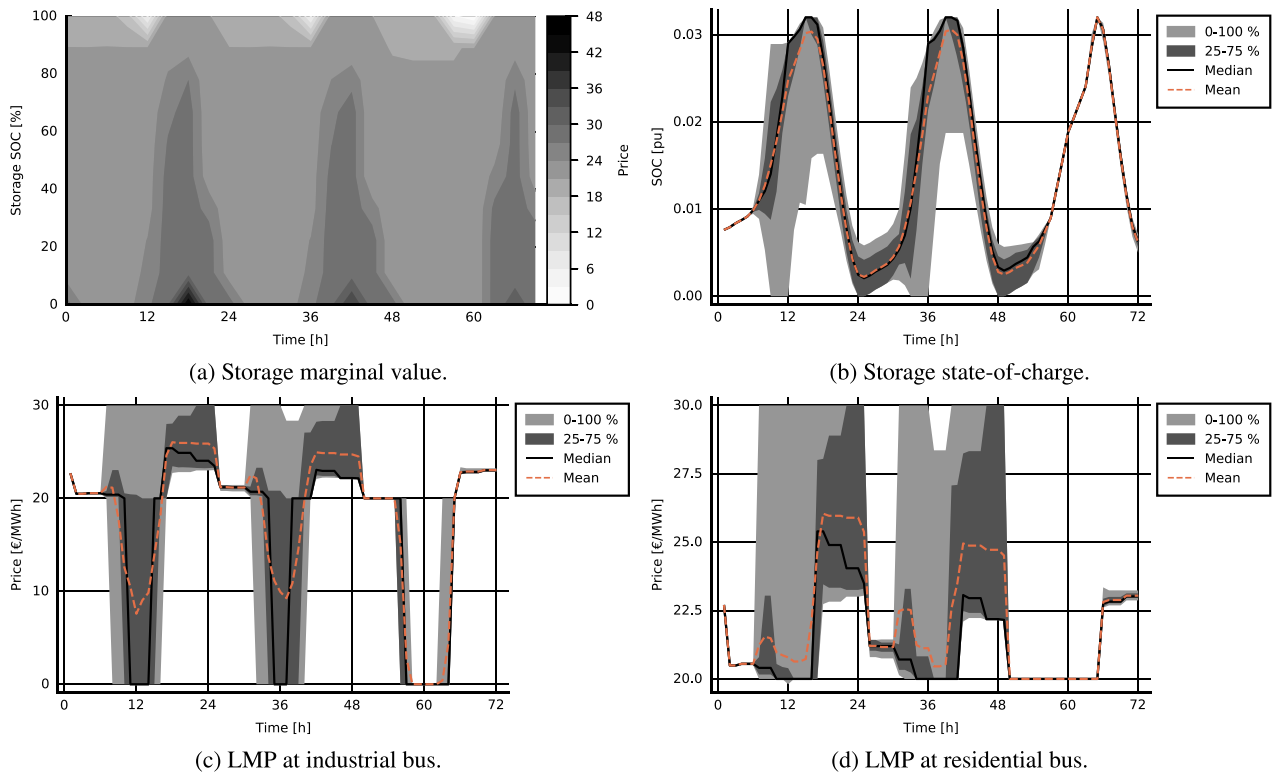 100
80
60
40
20
0
Storage SOC [%]
0 12 24 36 48 60
Time [h]
48
42
36
30
24
18
12
6
0
Price
(a) Storage marginal value.
0.03
0.02
0.01
0.00
SOC [pu]
0 12 24 36 48 60 72
Time [h]
0-100 %
25-75 %
Median
Mean
(b) Storage state-of-charge.
30
20
10
0
Price [€/MWh]
0 12 24 36 48 60 72
Time [h]
0-100 %
25-75 %
Median
Mean
(c) LMP at industrial bus.
30.0
27.5
25.0
22.5
20.0
Price [€/MWh]
0 12 24 36 48 60 72
Time [h]
0-100 %
25-75 %
Median
Mean
(d) LMP at residential bus.